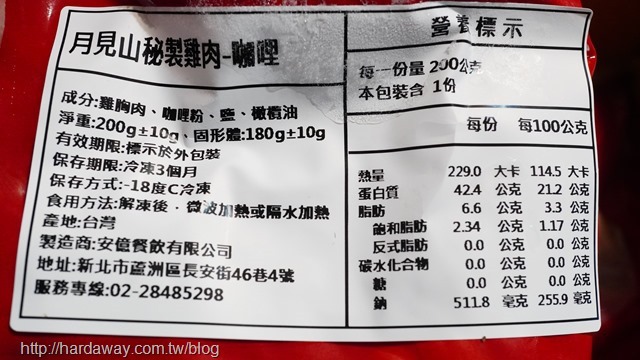 月見山秘製雞肉-咖哩
成分:雞胸肉、咖哩粉、鹽、橄欖油
淨重:200g±10g、固形體:180g±10g
有效期限:標示於外包裝
保存期限:冷凍3個月
保存方式:-18度C冷凍
食用方法:解凍後,微波加熱或隔水加熱
產地:台灣
製造商:安億餐飲有限公司
地址:新北市蘆洲區長安街46巷4號
服務專線:02-28485298
營養標示
每一份量 200公克
本包裝含 1份
每份 每100公克
熱量 229.0 大卡 114.5 大卡
蛋白質 42.4 公克 21.2 公克
脂肪 6.6 公克 3.3 公克
飽和脂肪 2.34 公克 1.17 公克
反式脂肪 0.0 公克 0.0 公克
碳水化合物 0.0 公克 0.0 公克
糖 0.0 公克 0.0 公克
鈉 511.8 毫克 255.9 毫克
http://hardaway.com.tw/blog